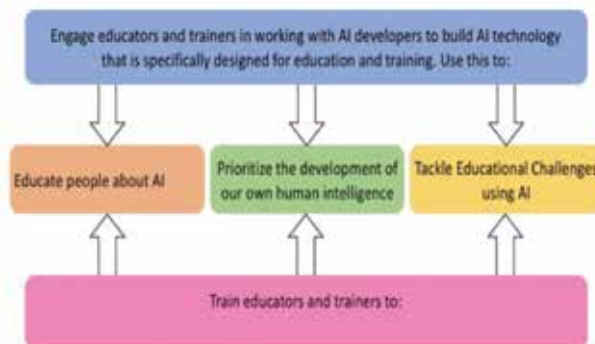 Engage educators and trainers in working with AI developers to build AI technology
that is specifically designed for education and training. Use this to:
Educate people about AI
Prioritize the development of
our own human intelligence
Tackle Educational Challenges
using AI
Train educators and trainers to: